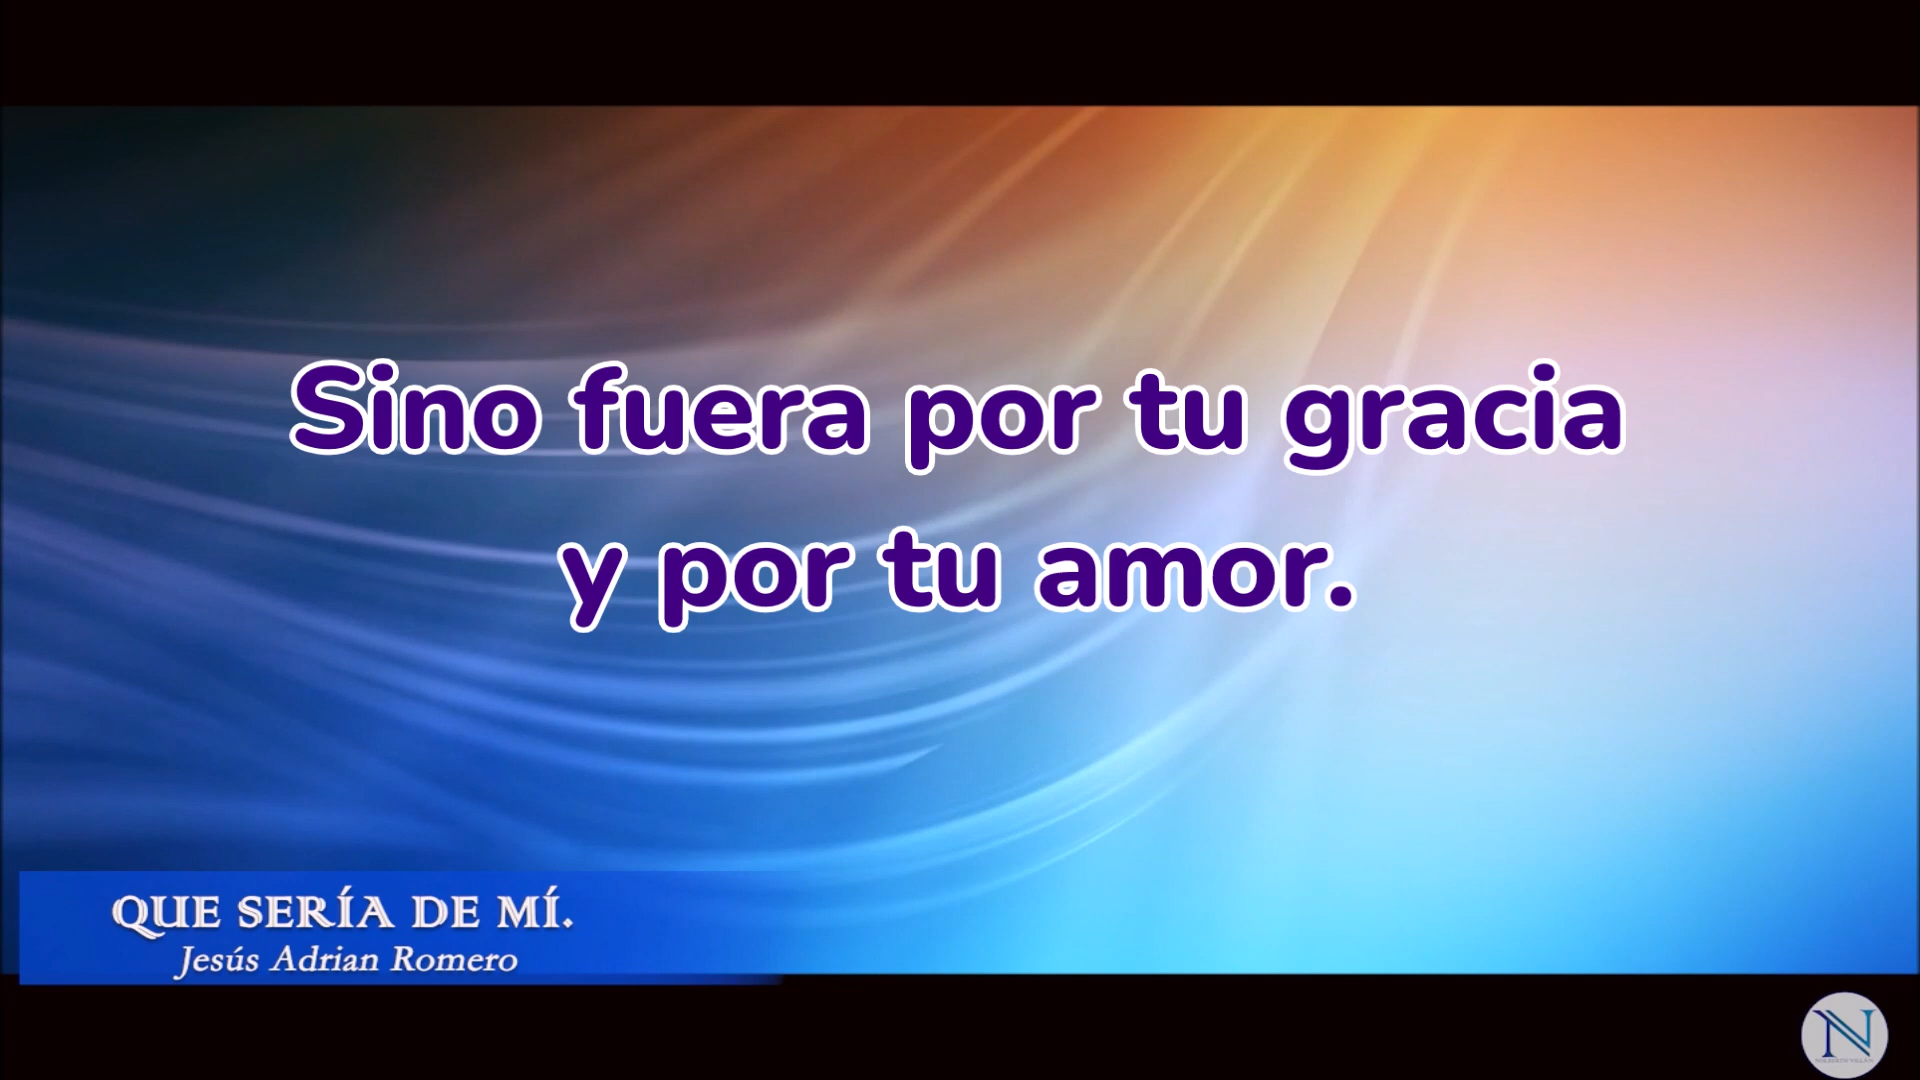 Sino fuera por tu gracia
y por tu amor.
QUE SERÍA DE MÍ.
Jesús Adrian Romero
N